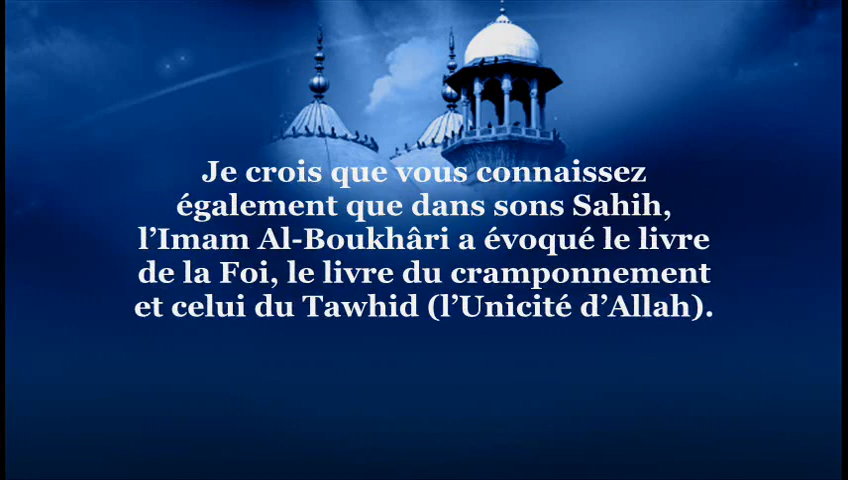 Je crois que vous connaissez
également que dans sons Sahih,
l’Imam Al-Boukhâri a évoqué le livre
de la Foi, le livre du cramponnement
et celui du Tawhid (l’Unicité d’Allah).